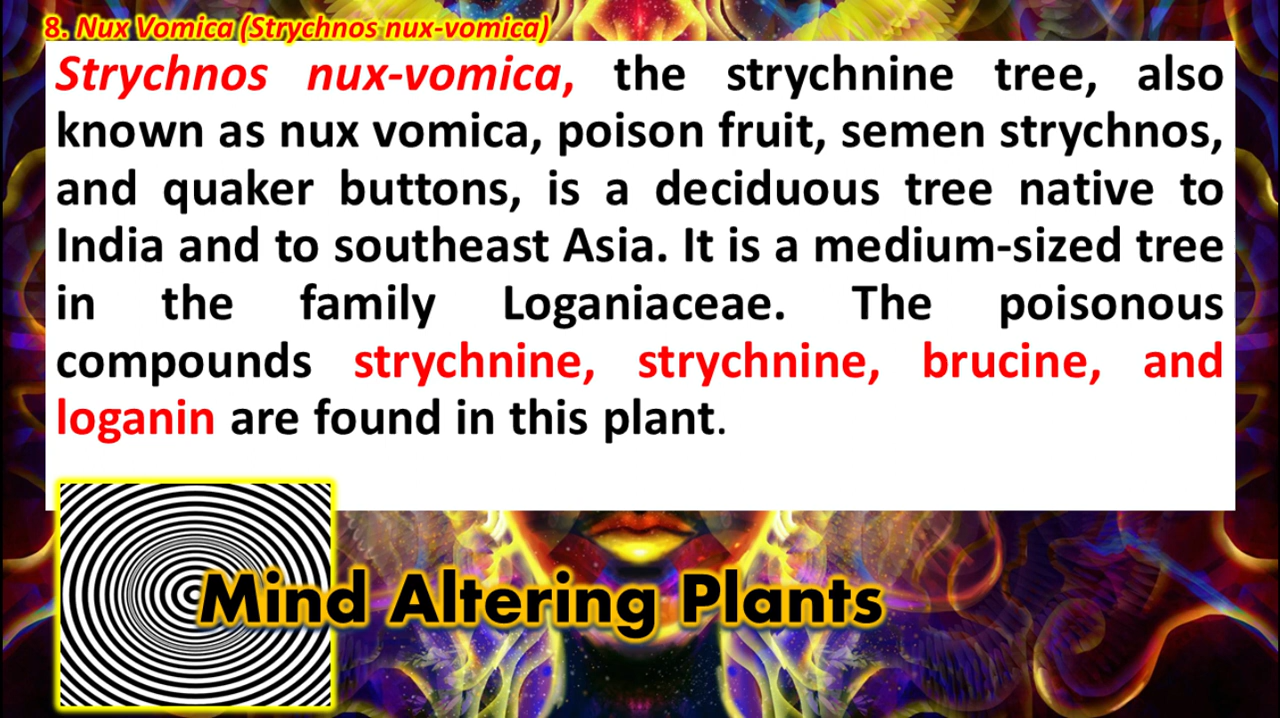 8. Nux Vomica (Strychnos nux-vomica)
Strychnos nux-vomica, the strychnine tree, also
known as nux vomica, poison fruit, semen strychnos,
and quaker buttons, is a deciduous tree native to
India and to southeast Asia. It is a medium-sized tree
in the family Loganiaceae. The poisonous
compounds strychnine, strychnine, brucine, and
loganin are found in this plant.
Mind Altering Plants